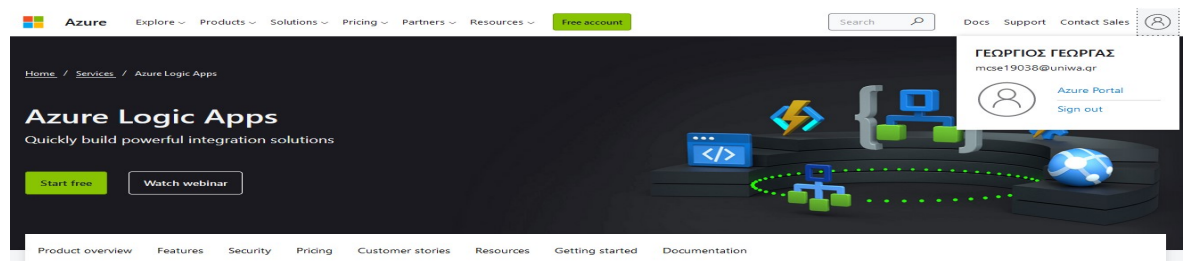 Azure Explore Products Solutions Pricing Partners Resources Free account Search Docs Support Contact Sales
ΓΕΩΡΓΙΟΣ ΓΕΩΡΓΑΣ
mcse19038@uniwa.gr
Azure Portal
Sign out
Home / Services / Azure Logic Apps
Azure Logic Apps
Quickly build powerful integration solutions
Start free Watch webinar
</>
Product overview Features Security Pricing Customer stories Resources Getting started Documentation